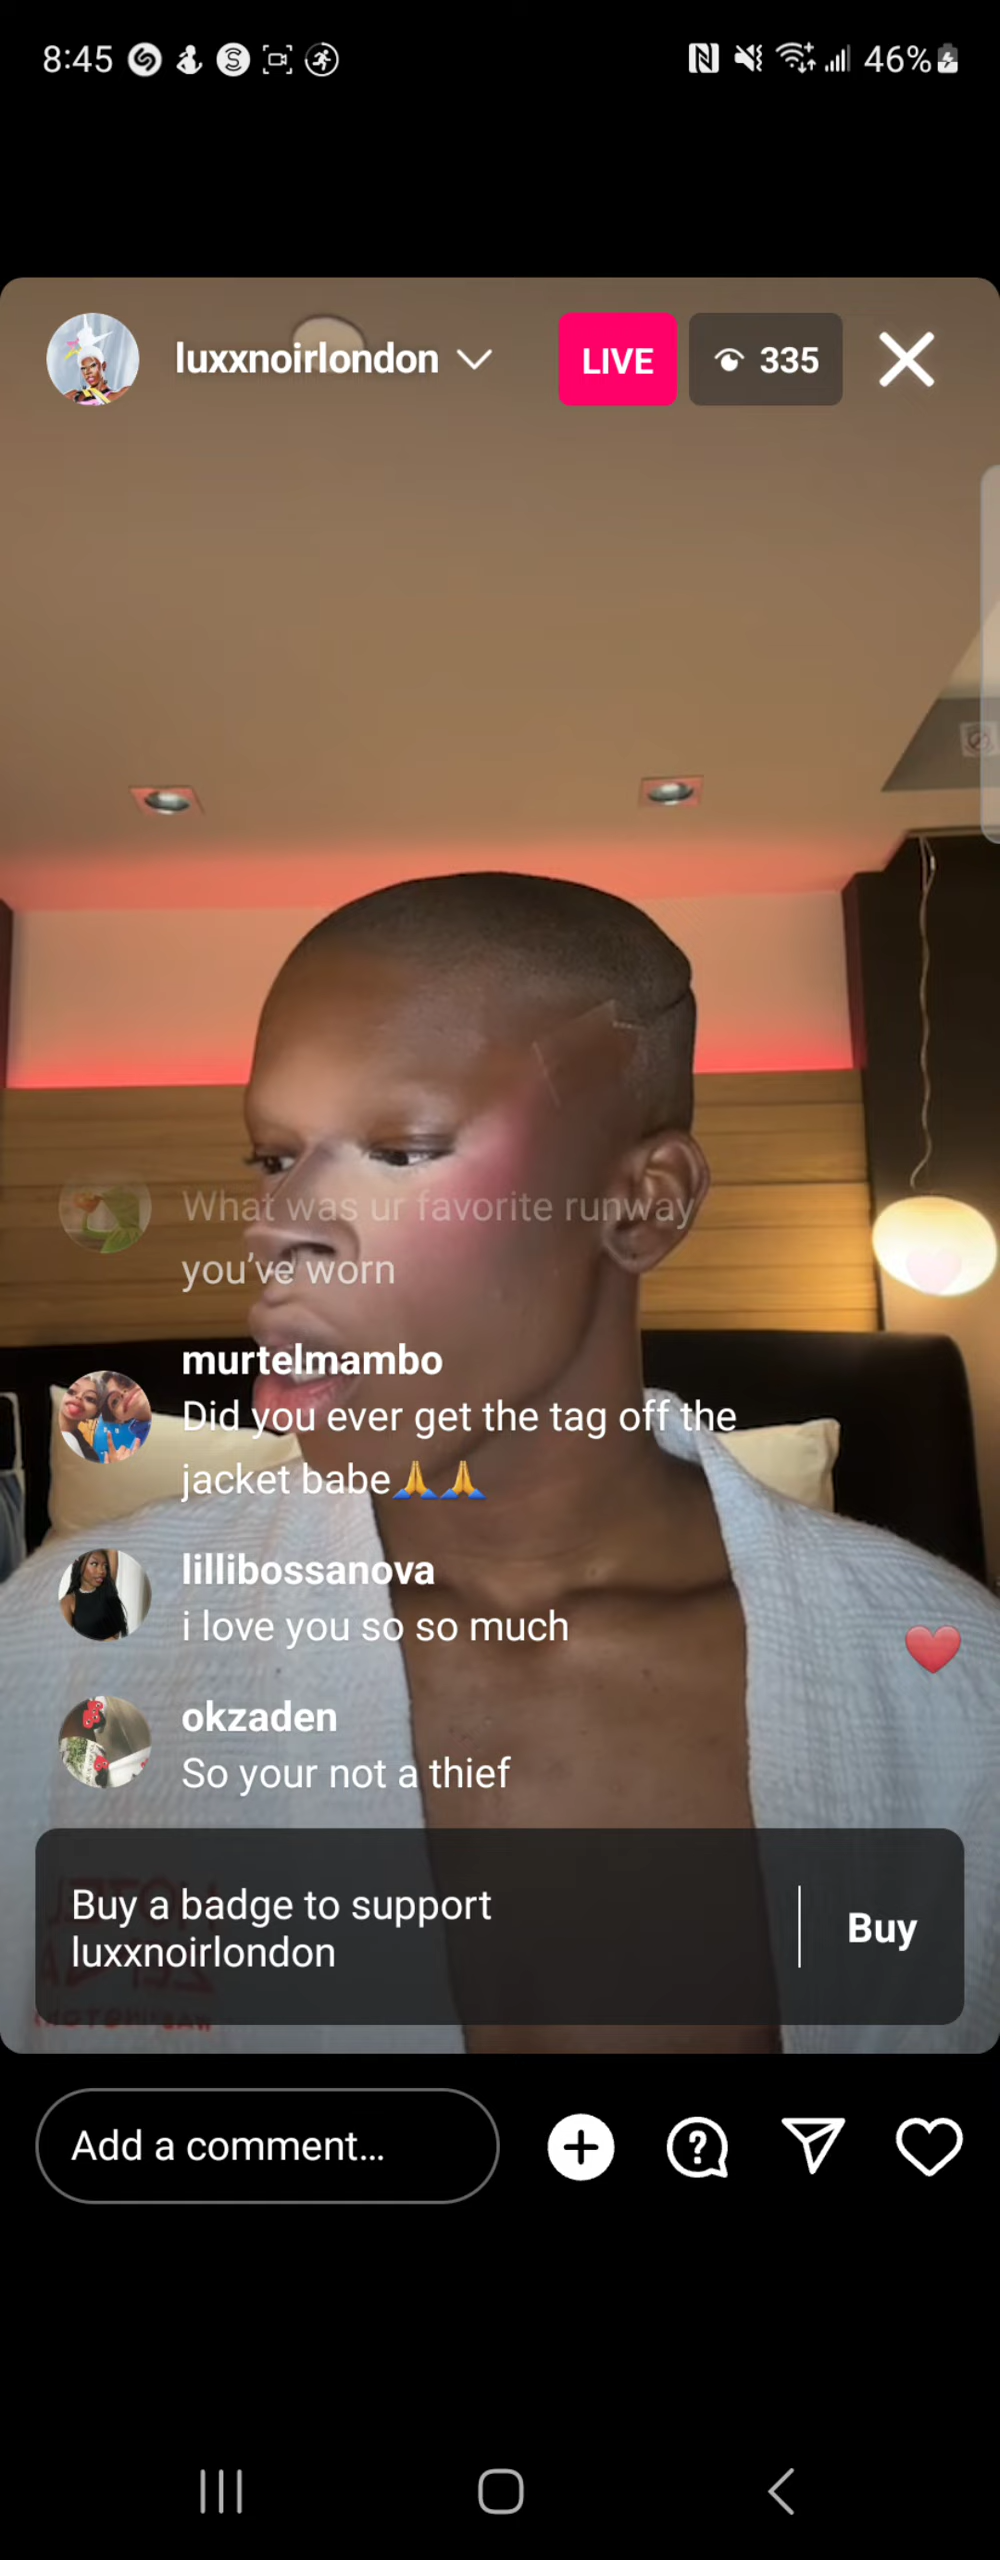 8:45
46%
luxxnoirlondon
LIVE
335
What was ur favorite runway
you've worn
murtelmambo
Did you ever get the tag off the
jacket babe🙏🙏
lillibossanova
i love you so so much
okzaden
So your not a thief
Buy a badge to support
luxxnoirlondon
Buy
Add a comment...